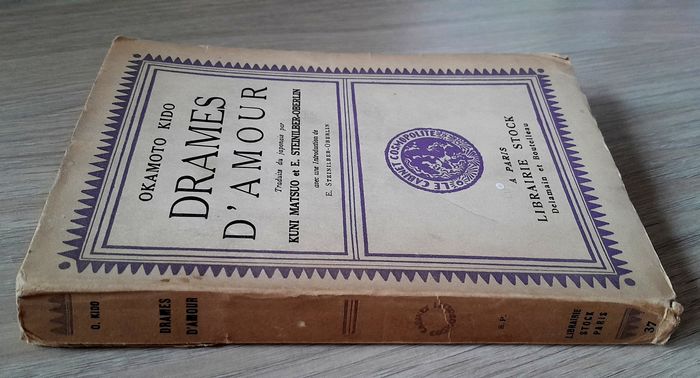 OKAMOTO KIDO
DRAMES
D'AMOUR
Traduits du japonais par
KUNI MATSUO et E. STEINILBER-OBERLIN
avec une Introduction de
E. STEINILBER-OBERLIN
LE CABINET COSMOPOLITE
A PARIS
LIBRAIRIE STOCK
Delamain et Boutelleau
O. KIDO
DRAMES
D'AMOUR
S.P.
LIBRAIRIE
STOCK
PARIS
37